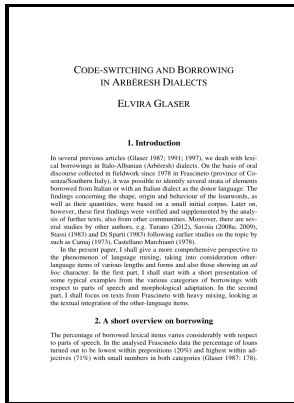 CODE-SWITCHING AND BORROWING
IN ARBËRESH DIALECTS
ELVIRA GLASER
1. Introduction
In several previous articles (Glaser 1987; 1991; 1997), we dealt with lexi-
cal borrowings in Italo-Albanian (Arbëresh) dialects. On the basis of oral
discourse collected in fieldwork since 1978 in Frascineto (province of Co-
senza/Southern Italy), it was possible to identify several strata of elements
borrowed from Italian or with an Italian dialect as the donor language. The
findings concerning the shape, origin and behaviour of the loanwords, as
well as their quantities, were based on a small initial corpus. Later on,
however, these first findings were verified and supplemented by the analy-
sis of further texts, also from other communities. Moreover, there are sev-
eral studies by other authors, e.g. Turano (2012), Savoia (2008a; 2009),
Stassi (1983) and Di Sparti (1983) following earlier studies on the topic by
such as Camaj (1973), Castellano Marchianò (1978).
In the present paper, I shall give a more comprehensive perspective to
the phenomenon of language mixing, taking into consideration other-
language items of various lengths and forms and also those showing an ad
hoc character. In the first part, I shall start with a short presentation of
some typical examples from the various categories of borrowings with
respect to parts of speech and morphological adaptation. In the second
part, I shall focus on texts from Frascineto with heavy mixing, looking at
the textual integration of the other-language items.
2. A short overview on borrowing
The percentage of borrowed lexical items varies considerably with respect
to parts of speech. In the analysed Frascineto data the percentage of loans
turned out to be lowest within prepositions (20%) and highest within ad-
jectives (71%) with small numbers in both categories (Glaser 1987: 178).